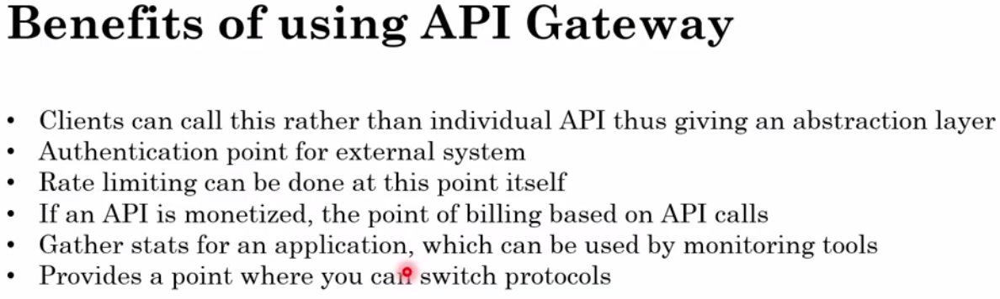 Benefits of using API Gateway
• Clients can call this rather than individual API thus giving an abstraction layer
• Authentication point for external system
• Rate limiting can be done at this point itself
• If an API is monetized, the point of billing based on API calls
• Gather stats for an application, which can be used by monitoring tools
• Provides a point where you can switch protocols